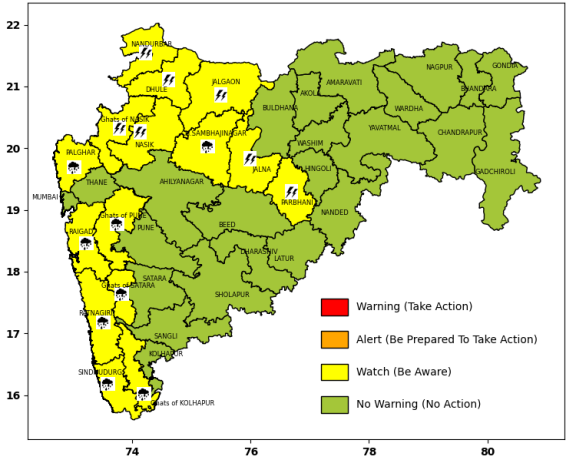 22
21
20
19
18
17
16
74
76
78
80
NANDURBAR
DHULE
JALGAON
Ghats of NASIK
NASIK
PALGHAR
THANE
MUMBAI
AHILYANAGAR
JALNA
PARBHANI
HINGOLI
NANDED
BULDHANA
AMARAVATI
WASHIM
YAVATMAL
WARDHA
NAGPUR
BHANDARA
GONDIA
CHANDRAPUR
GADCHIROLI
Ghats of PUNE
PUNE
RAIGAD
BEED
DHARASHIV
LATUR
SATARA
Ghats of SATARA
SHOLAPUR
RATNAGIRI
SANGLI
KOLHAPUR
SINDHUDURG
Ghats of KOLHAPUR
Warning (Take Action)
Alert (Be Prepared To Take Action)
Watch (Be Aware)
No Warning (No Action)